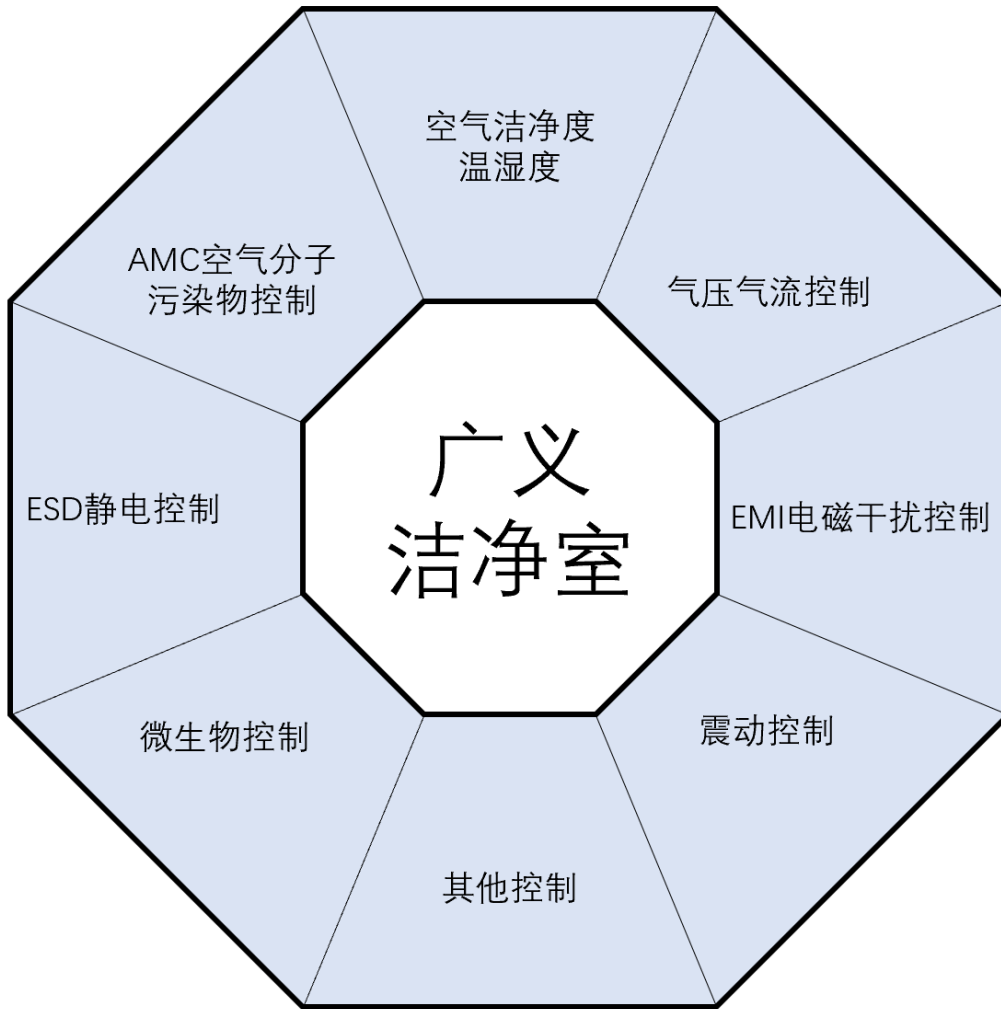 空气洁净度
温湿度
AMC空气分子
污染物控制
气压气流控制
广义
洁净室
ESD静电控制
EMI电磁干扰控制
微生物控制
震动控制
其他控制